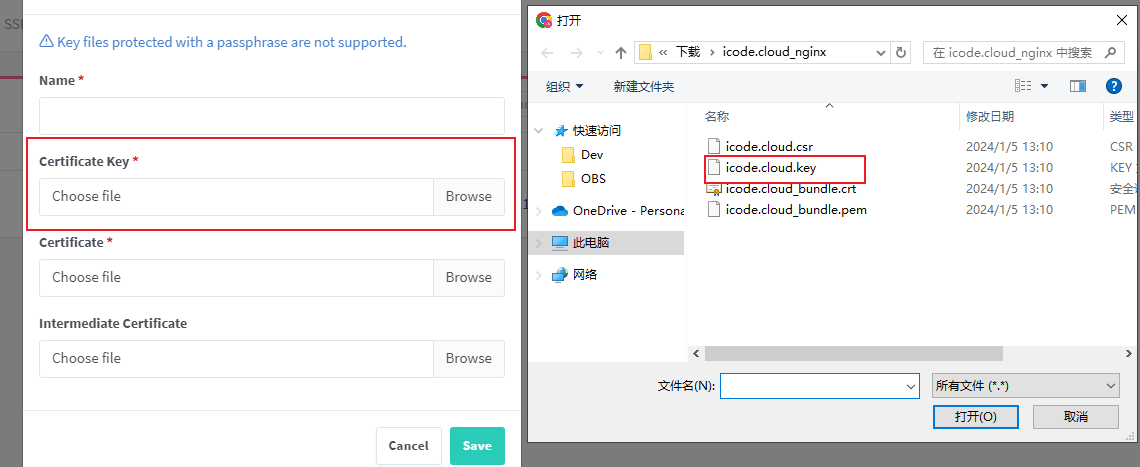 SSL
Key files protected with a passphrase are not supported.
Name *
Certificate Key *
Choose file
Browse
Certificate *
Choose file
Browse
Intermediate Certificate
Choose file
Browse
Cancel
Save
打开
« 下载 › icode.cloud_nginx
在 icode.cloud_nginx 中搜索
组织
新建文件夹
名称
修改日期
类型
快速访问
Dev
OBS
OneDrive - Persona
此电脑
网络
icode.cloud.csr
2024/1/5 13:10
CSR
icode.cloud.key
2024/1/5 13:10
KEY
icode.cloud_bundle.crt
2024/1/5 13:10
安全
icode.cloud_bundle.pem
2024/1/5 13:10
PEM
文件名(N):
所有文件 (*.*)
打开(O)
取消